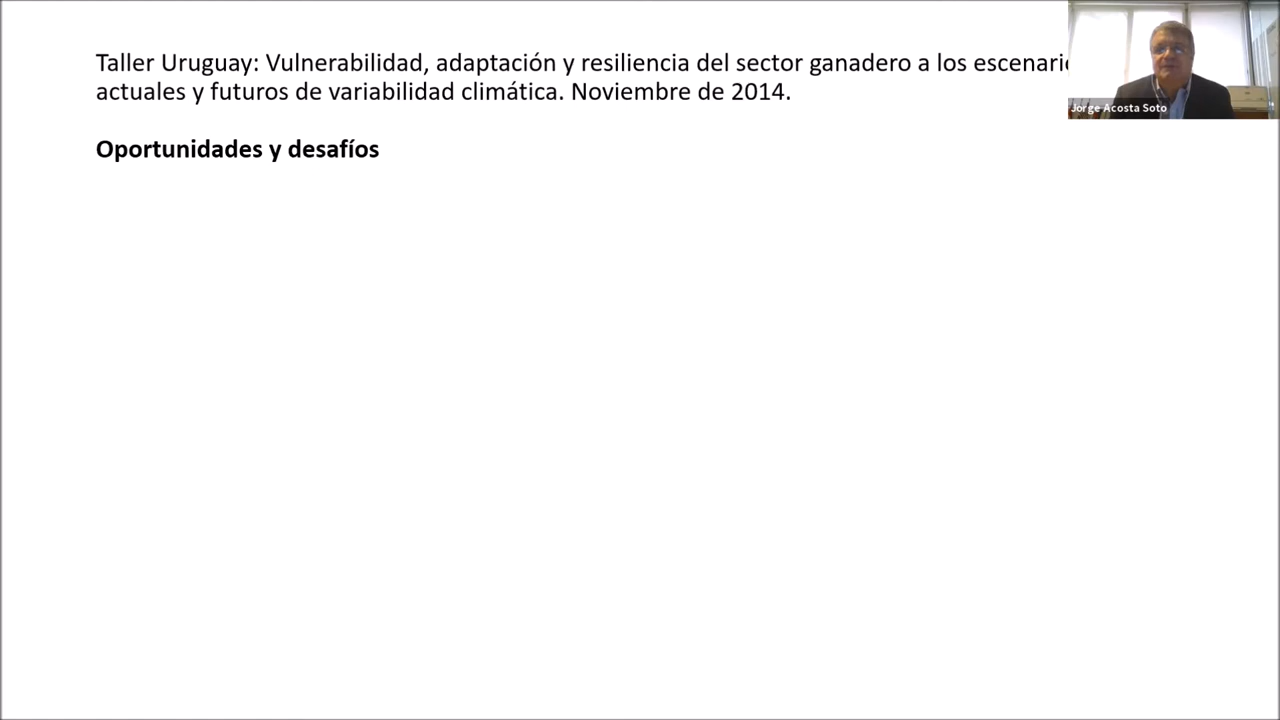 Taller Uruguay: Vulnerabilidad, adaptación y resiliencia del sector ganadero a los
actuales y futuros de variabilidad climática. Noviembre de 2014.
Oportunidades y desafíos
Jorge Acosta Soto